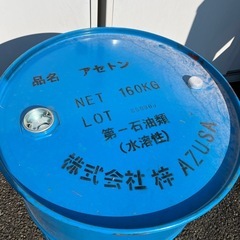 品名 アセトン
NET 160KG
LOT
第一石油類
(水溶性)
株式会社 梓 AZUSA